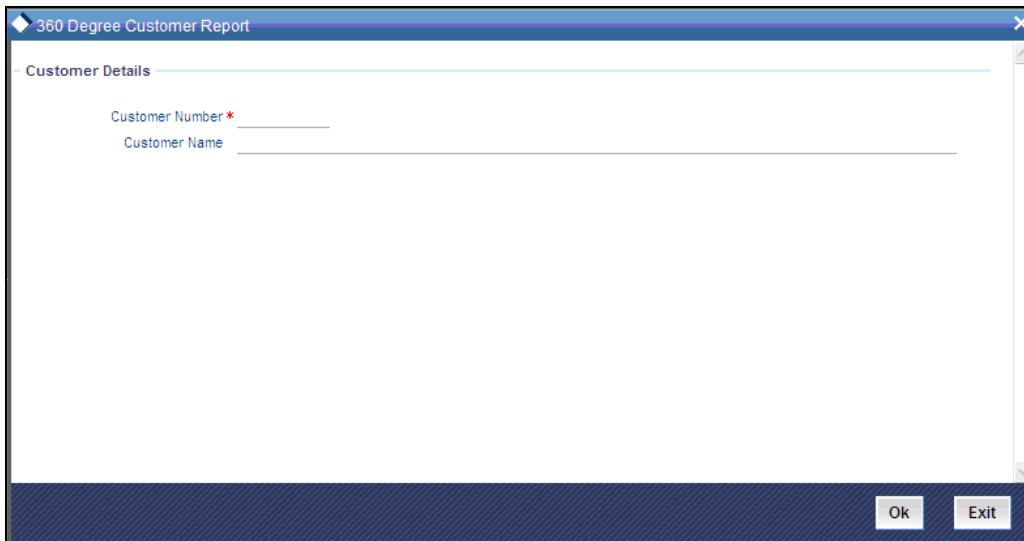 360 Degree Customer Report
Customer Details
Customer Number *
Customer Name
Ok Exit